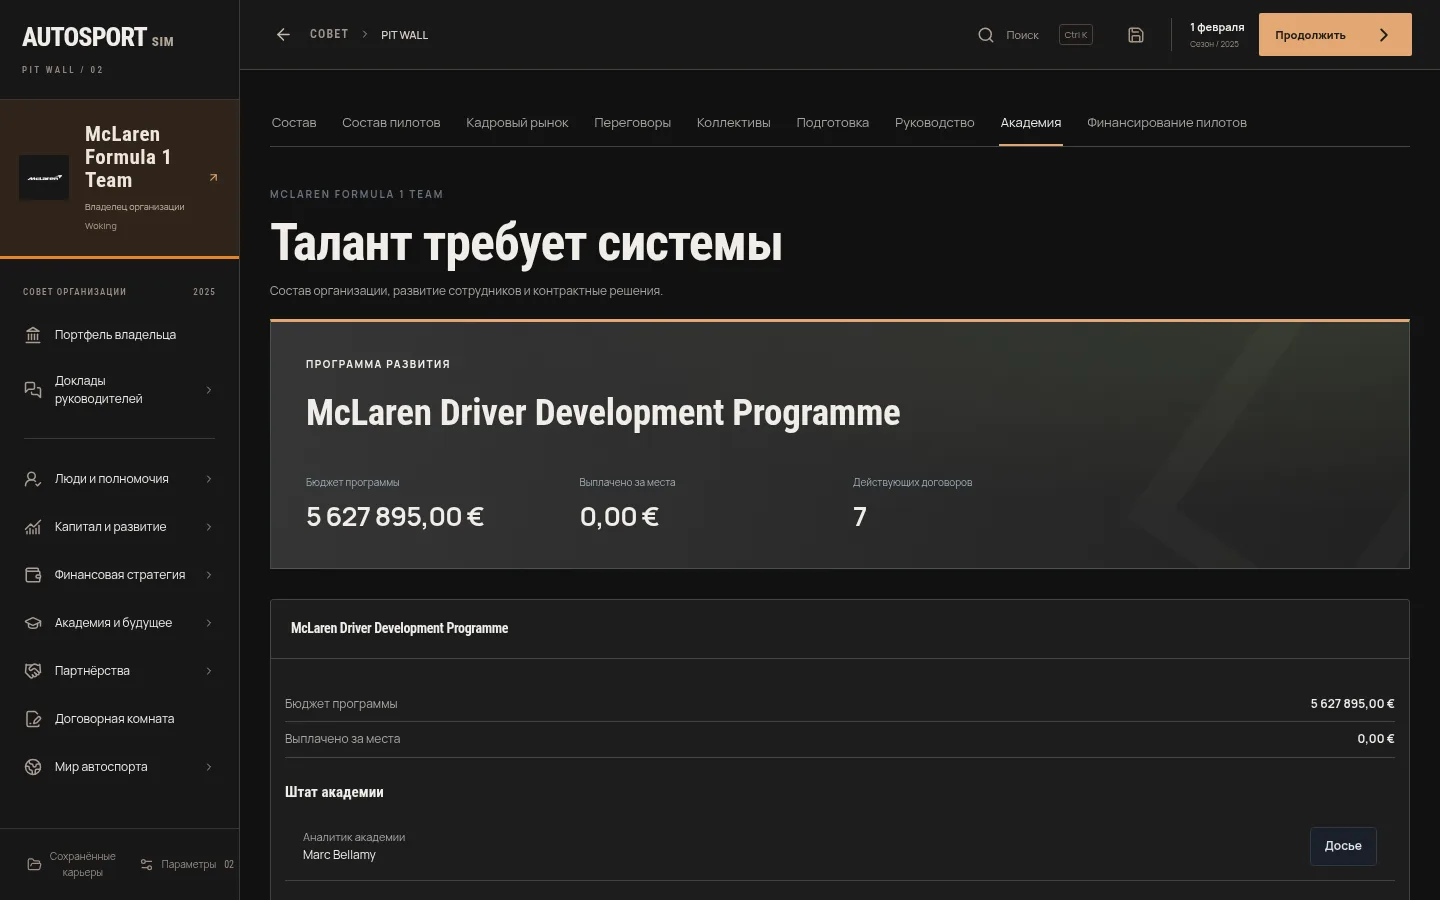 AUTOSPORT SIM
PIT WALL / 02
McLaren
Formula 1
Team
Владелец организации
Woking
McLaren
СОВЕТ ОРГАНИЗАЦИИ 2025
Портфель владельца
Доклады
руководителей
Люди и полномочия
Капитал и развитие
Финансовая стратегия
Академия и будущее
Партнёрства
Договорная комната
Мир автоспорта
Сохранённые
карьеры
Параметры 02
СОВЕТ PIT WALL
Поиск Ctrl K
1 февраля
Сезон / 2025
Продолжить
Состав Состав пилотов Кадровый рынок Переговоры Коллективы Подготовка Руководство Академия Финансирование пилотов
MCLAREN FORMULA 1 TEAM
Талант требует системы
Состав организации, развитие сотрудников и контрактные решения.
ПРОГРАММА РАЗВИТИЯ
McLaren Driver Development Programme
Бюджет программы Выплачено за места Действующих договоров
5 627 895,00 € 0,00 € 7
McLaren Driver Development Programme
Бюджет программы 5 627 895,00 €
Выплачено за места 0,00 €
Штат академии
Аналитик академии
Marc Bellamy
Досье